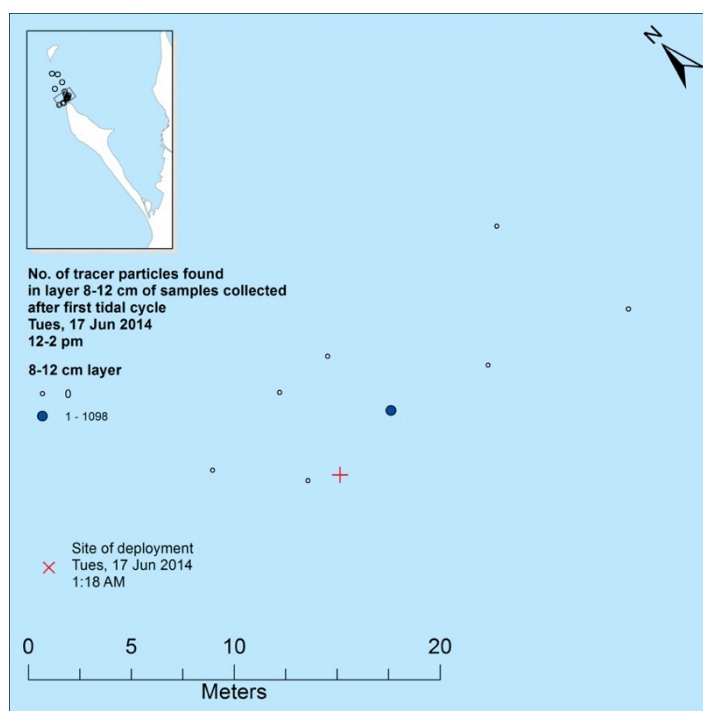 N
No. of tracer particles found
in layer 8-12 cm of samples collected
after first tidal cycle
Tues, 17 Jun 2014
12-2 pm
8-12 cm layer
0
1 - 1098
Site of deployment
Tues, 17 Jun 2014
1:18 AM
0 5 10 20
Meters